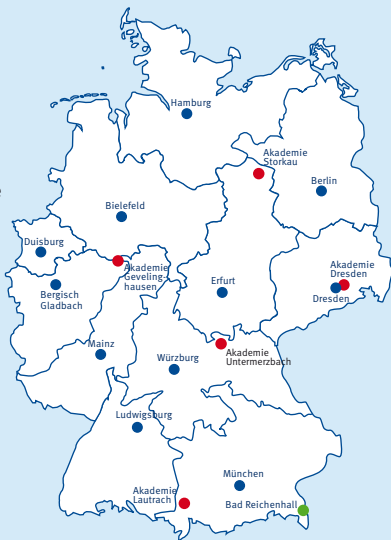 Hamburg
Akademie
Storkau
Berlin
Bielefeld
Duisburg
Akademie
Geveling-
hausen
Akademie
Dresden
Dresden
Bergisch
Gladbach
Erfurt
Mainz
Würzburg
Akademie
Untermerzbach
Ludwigsburg
München
Akademie
Lautrach
Bad Reichenhall